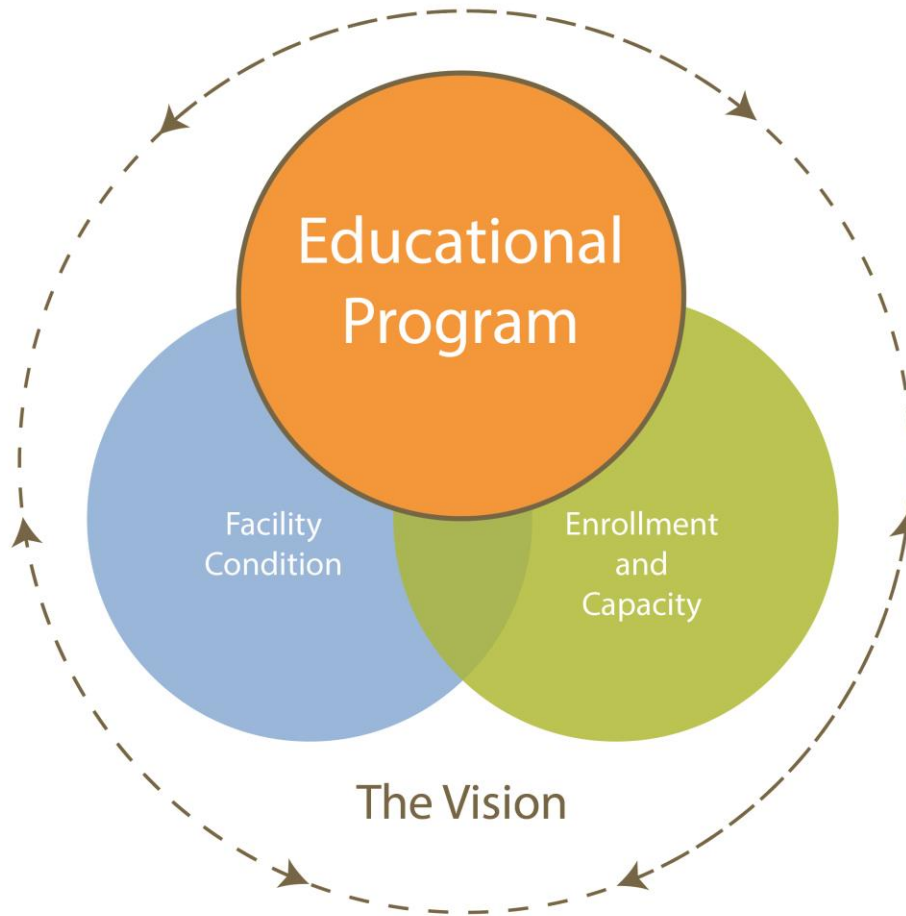 Educational
Program
Facility
Condition
Enrollment
and
Capacity
The Vision